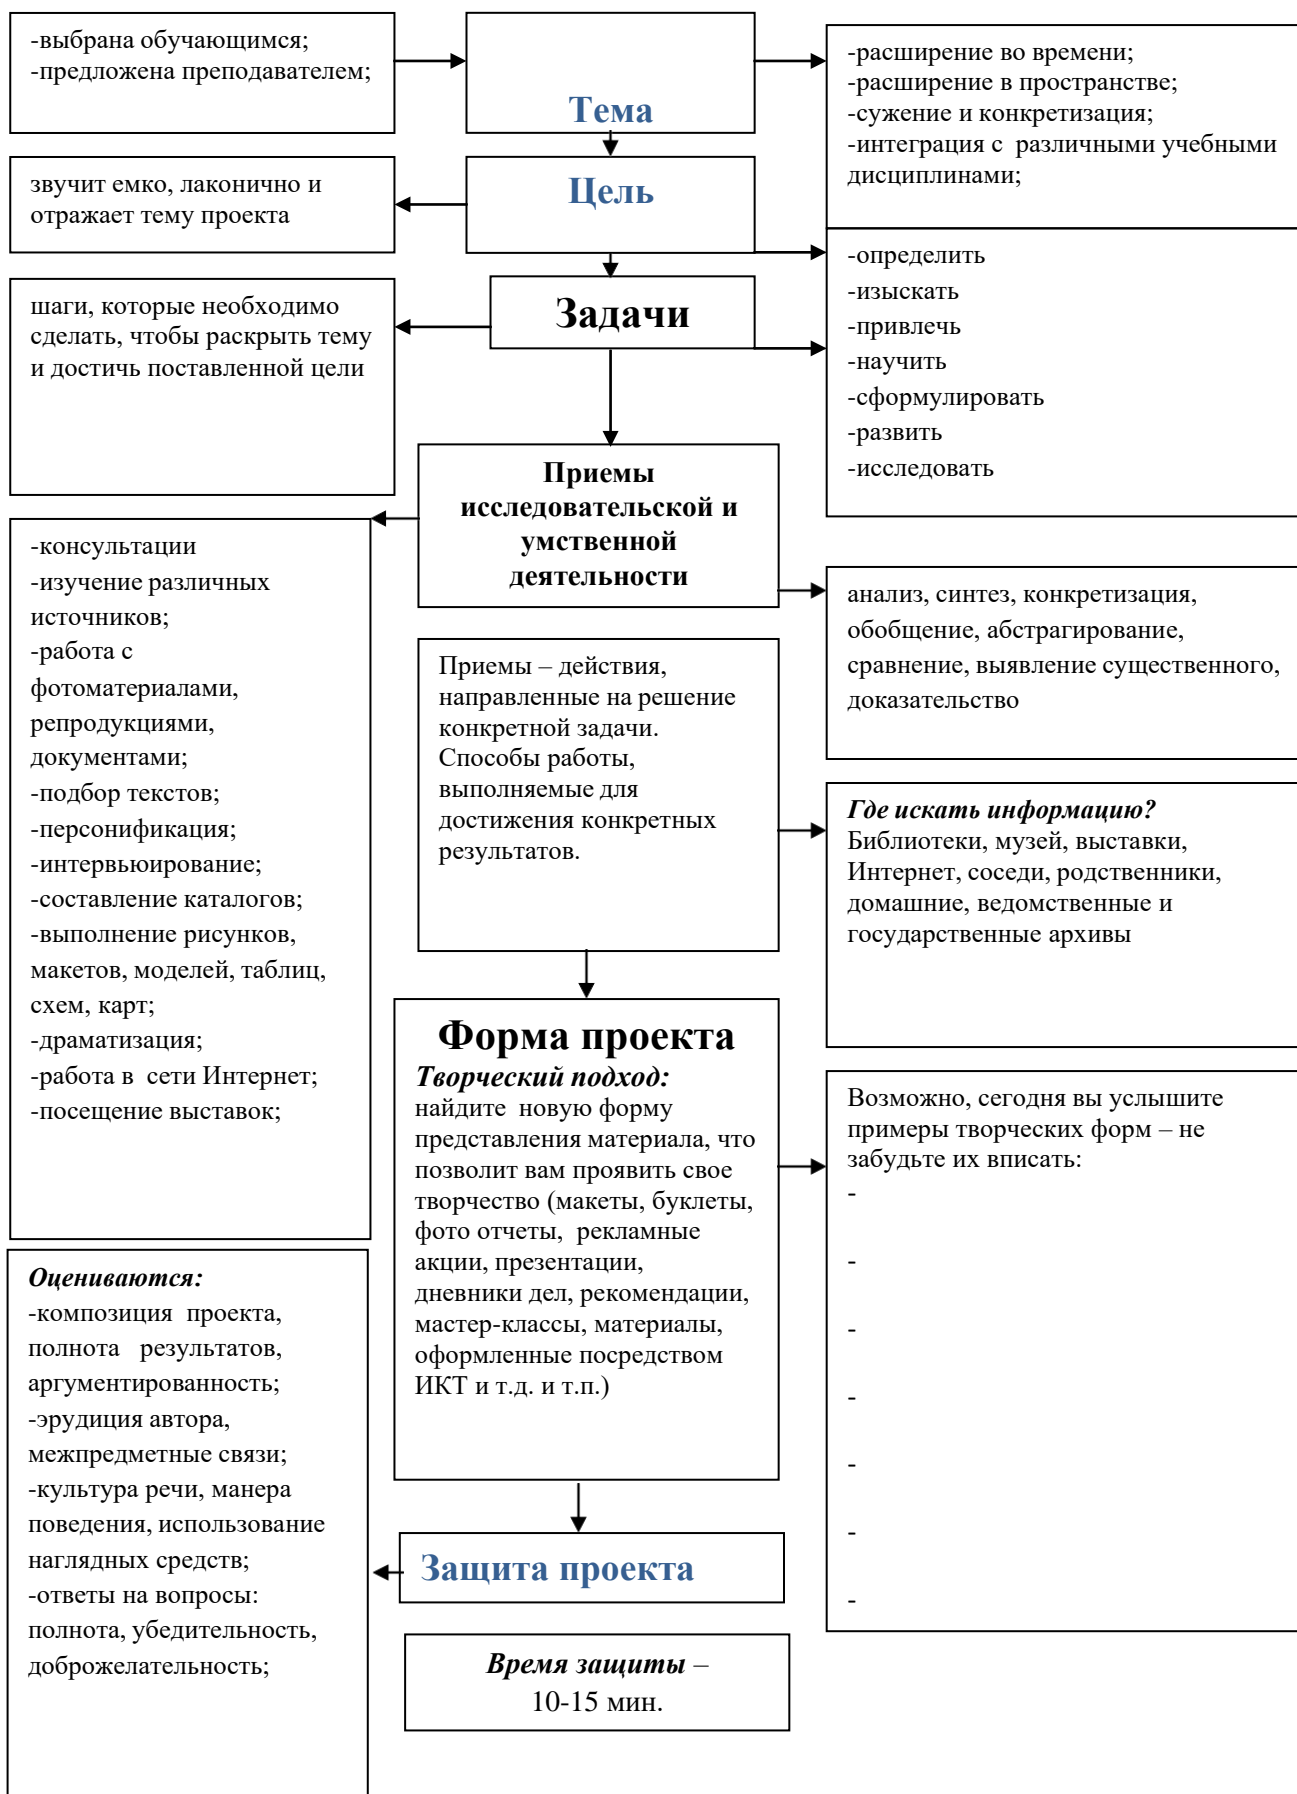 -выбрана обучающимся;
-предложена преподавателем;
Тема
-расширение во времени;
-расширение в пространстве;
-сужение и конкретизация;
-интеграция с различными учебными
дисциплинами;
звучит емко, лаконично и
отражает тему проекта
Цель
-определить
-изыскать
-привлечь
-научить
-сформулировать
-развить
-исследовать
шаги, которые необходимо
сделать, чтобы раскрыть тему
и достичь поставленной цели
Задачи
Приемы
исследовательской и
умственной
деятельности
-консультации
-изучение различных
источников;
-работа с
фотоматериалами,
репродукциями,
документами;
-подбор текстов;
-персонификация;
-интервьюирование;
-составление каталогов;
-выполнение рисунков,
макетов, моделей, таблиц,
схем, карт;
-драматизация;
-работа в сети Интернет;
-посещение выставок;
анализ, синтез, конкретизация,
обобщение, абстрагирование,
сравнение, выявление существенного,
доказательство
Приемы – действия,
направленные на решение
конкретной задачи.
Способы работы,
выполняемые для
достижения конкретных
результатов.
Где искать информацию?
Библиотеки, музей, выставки,
Интернет, соседи, родственники,
домашние, ведомственные и
государственные архивы
Форма проекта
Творческий подход:
найдите новую форму
представления материала, что
позволит вам проявить свое
творчество (макеты, буклеты,
фото отчеты, рекламные
акции, презентации,
дневники дел, рекомендации,
мастер-классы, материалы,
оформленные посредством
ИКТ и т.д. и т.п.)
Возможно, сегодня вы услышите
примеры творческих форм – не
забудьте их вписать:
-
-
-
-
-
-
-
Оцениваются:
-композиция проекта,
полнота результатов,
аргументированность;
-эрудиция автора,
межпредметные связи;
-культура речи, манера
поведения, использование
наглядных средств;
-ответы на вопросы:
полнота, убедительность,
доброжелательность;
Защита проекта
Время защиты –
10-15 мин.